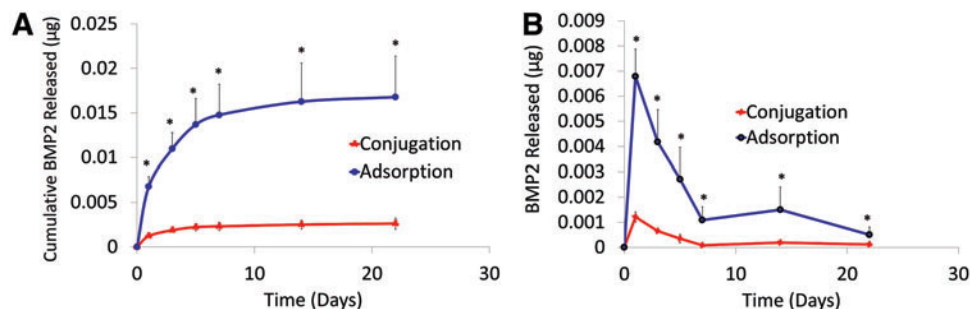 A
Cumulative BMP2 Released (µg)
0.025
0.02
0.015
0.01
0.005
0
* * * * * *
Conjugation
Adsorption
0 10 20 30
Time (Days)
B
BMP2 Released (µg)
0.009
0.008
0.007
0.006
0.005
0.004
0.003
0.002
0.001
0
* * * * * *
Conjugation
Adsorption
0 10 20 30
Time (Days)